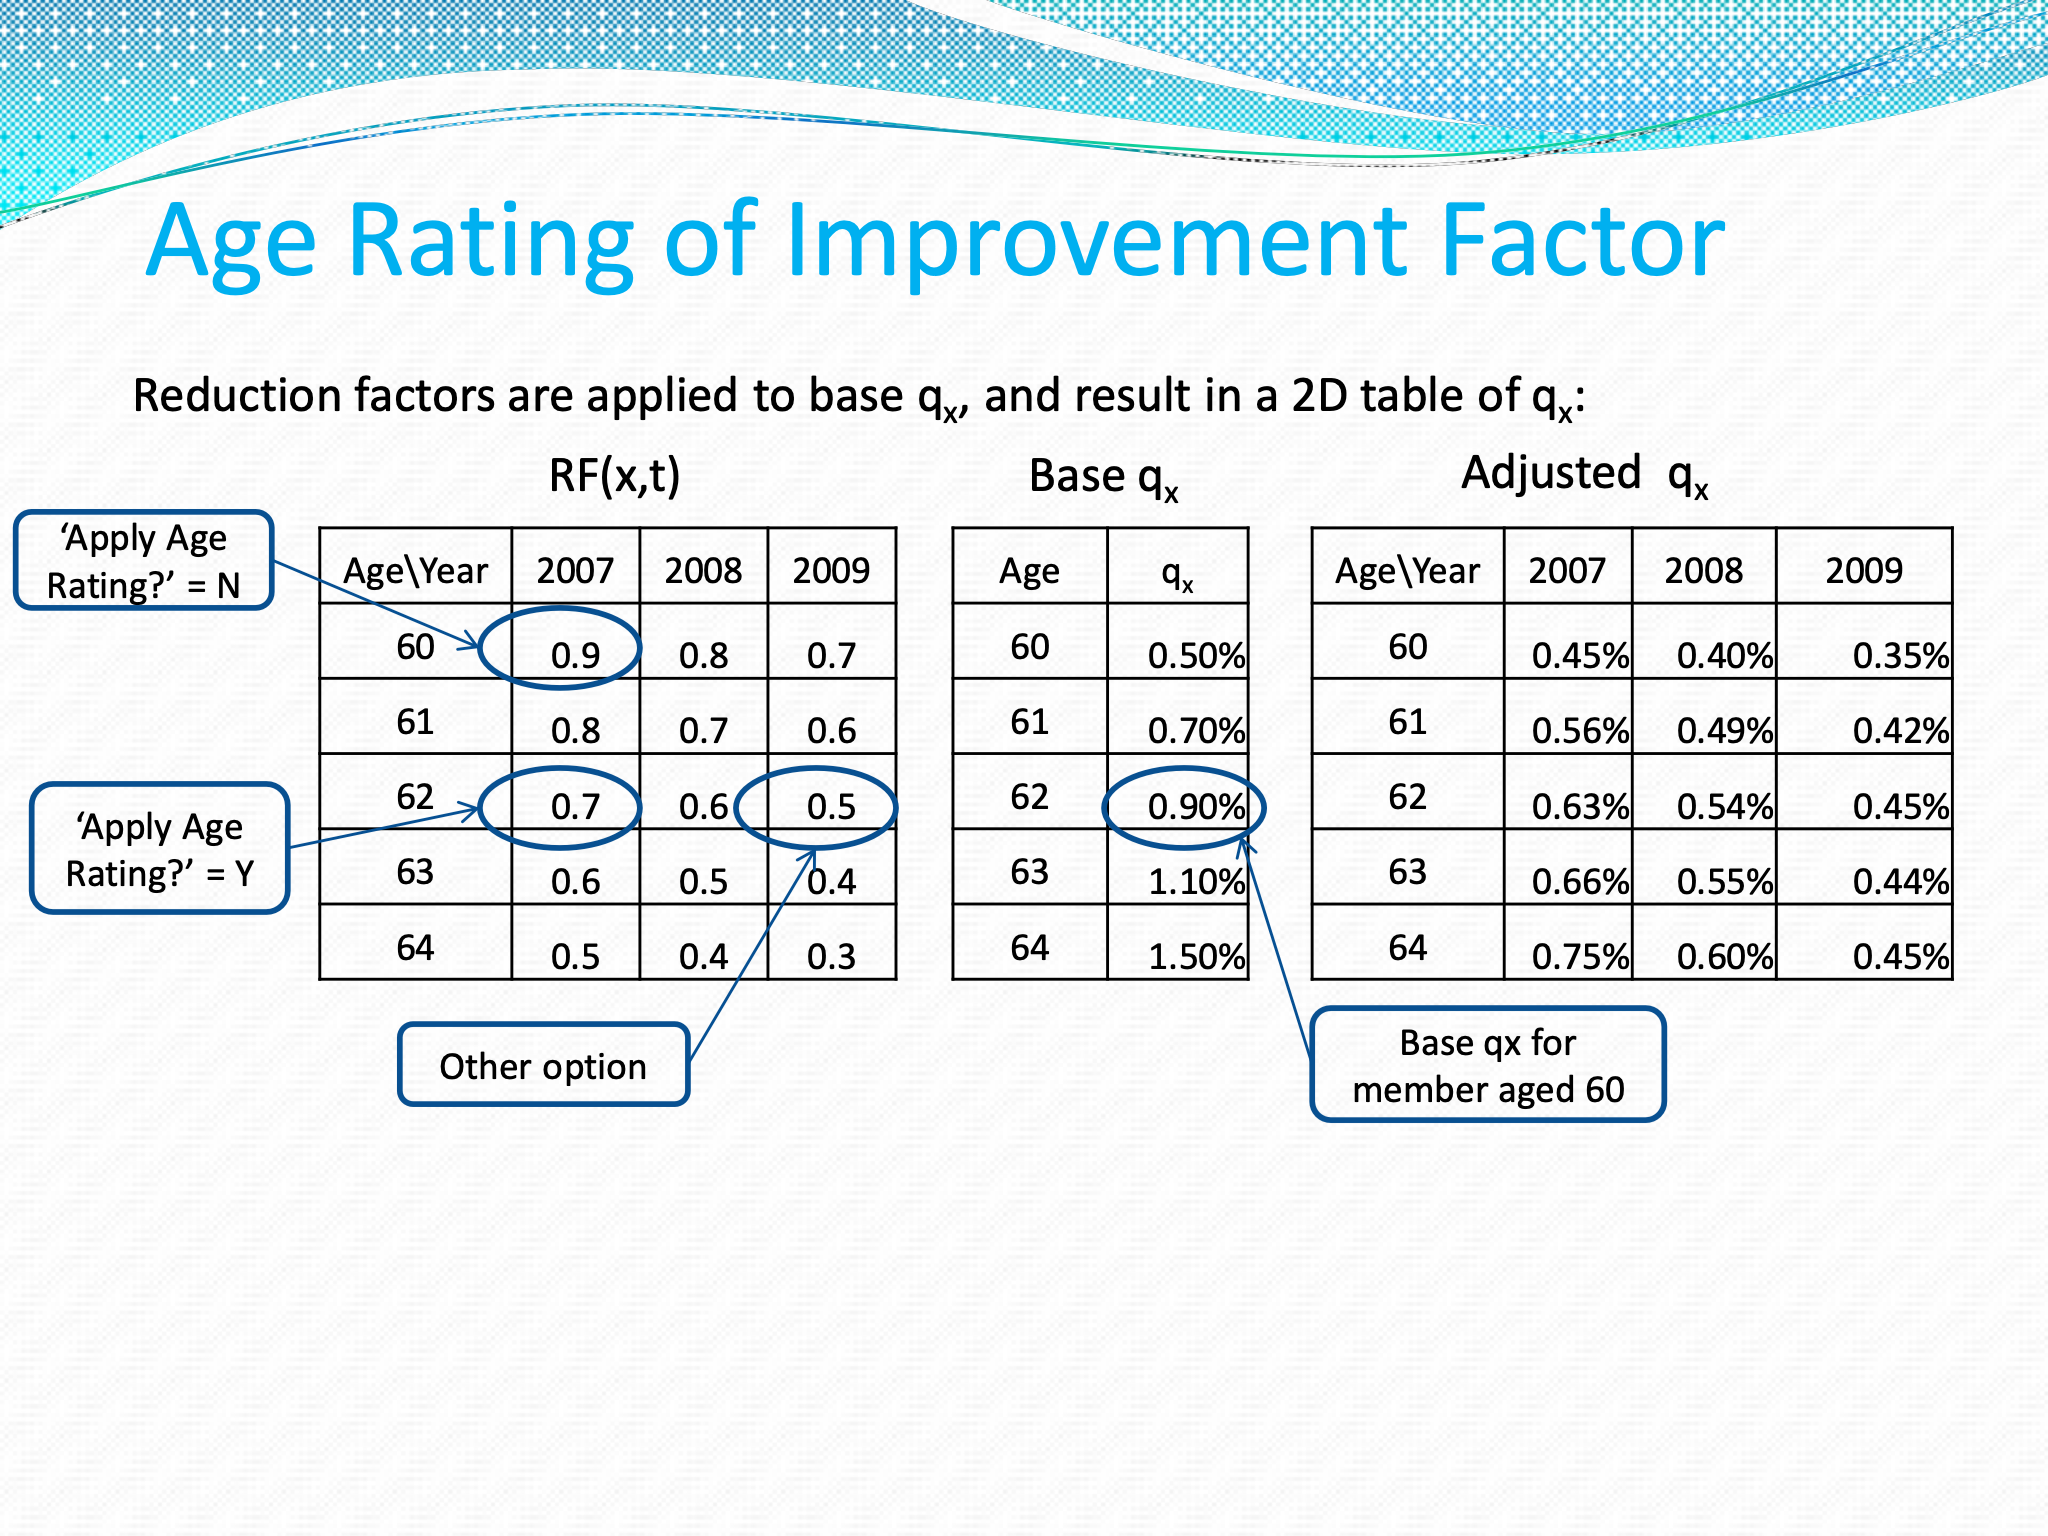 Age Rating of Improvement Factor
Reduction factors are applied to base qx, and result in a 2D table of qx:
RF(x,t)
‘Apply Age
Rating?’ = N
‘Apply Age
Rating?’ = Y
Age\Year 2007 2008 2009
60 0.9 0.8 0.7
61 0.8 0.7 0.6
62 0.7 0.6 0.5
63 0.6 0.5 0.4
64 0.5 0.4 0.3
Other option
Base qx
Age qx
60 0.50%
61 0.70%
62 0.90%
63 1.10%
64 1.50%
Adjusted qx
Age\Year 2007 2008 2009
60 0.45% 0.40% 0.35%
61 0.56% 0.49% 0.42%
62 0.63% 0.54% 0.45%
63 0.66% 0.55% 0.44%
64 0.75% 0.60% 0.45%
Base qx for
member aged 60